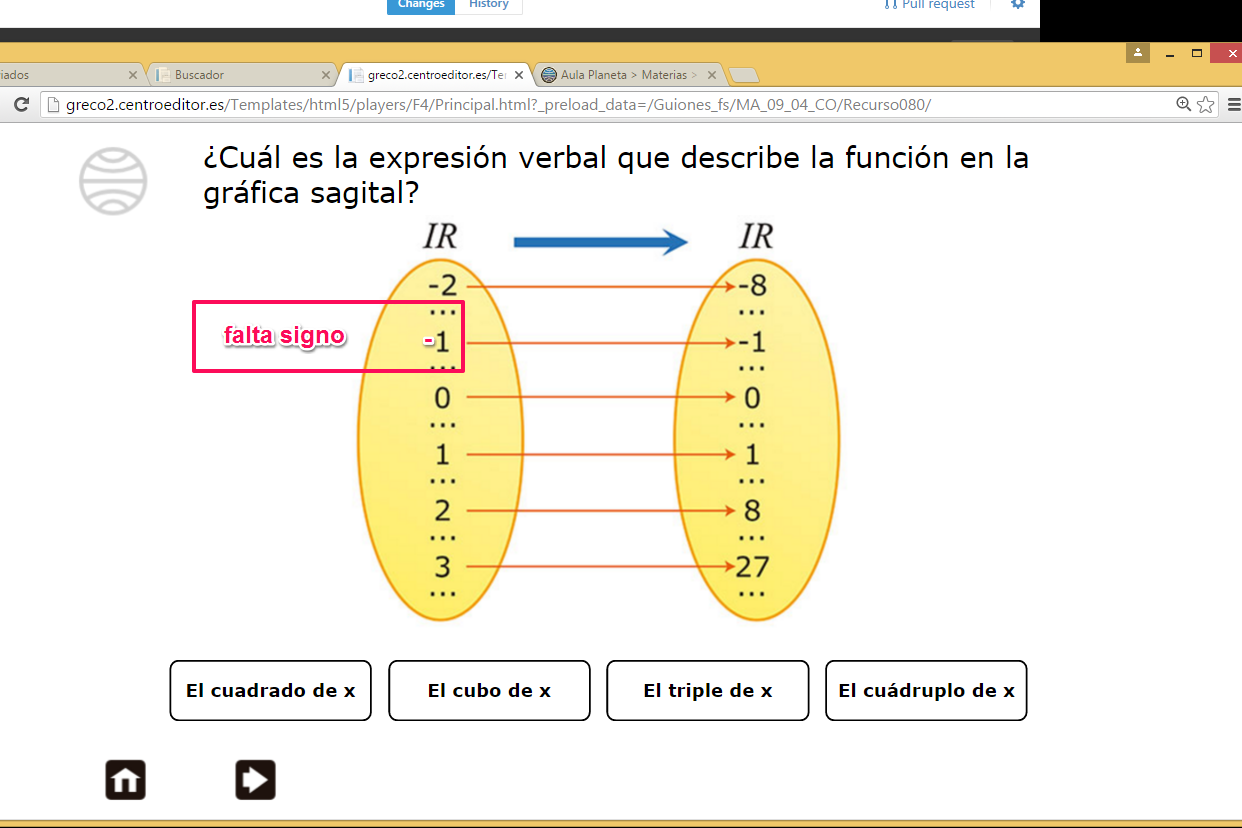 Changes History Pull request
iados Buscador greco2.centroeditor.es/Te Aula Planeta > Materias >
greco2.centroeditor.es/Templates/html5/players/F4/Principal.html?_preload_data=/Guiones_fs/MA_09_04_CO/Recurso080/
¿Cuál es la expresión verbal que describe la función en la
gráfica sagital?
IR IR
-2 -8
... ...
falta signo -1 -1
... ...
0 0
... ...
1 1
... ...
2 8
... ...
3 27
... ...
El cuadrado de x El cubo de x El triple de x El cuádruplo de x